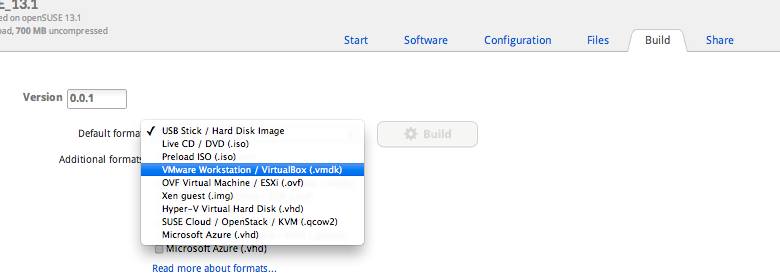 E_13.1
ed on openSUSE 13.1
oad, 700 MB uncompressed
Start
Software
Configuration
Files
Build
Share
Version
0.0.1
Default format
✓ USB Stick / Hard Disk Image
Build
Live CD / DVD (.iso)
Additional formats
Preload ISO (.iso)
VMware Workstation / VirtualBox (.vmdk)
OVF Virtual Machine / ESXi (.ovf)
Xen guest (.img)
Hyper-V Virtual Hard Disk (.vhd)
SUSE Cloud / OpenStack / KVM (.qcow2)
Microsoft Azure (.vhd)
Microsoft Azure (.vhd)
Read more about formats...